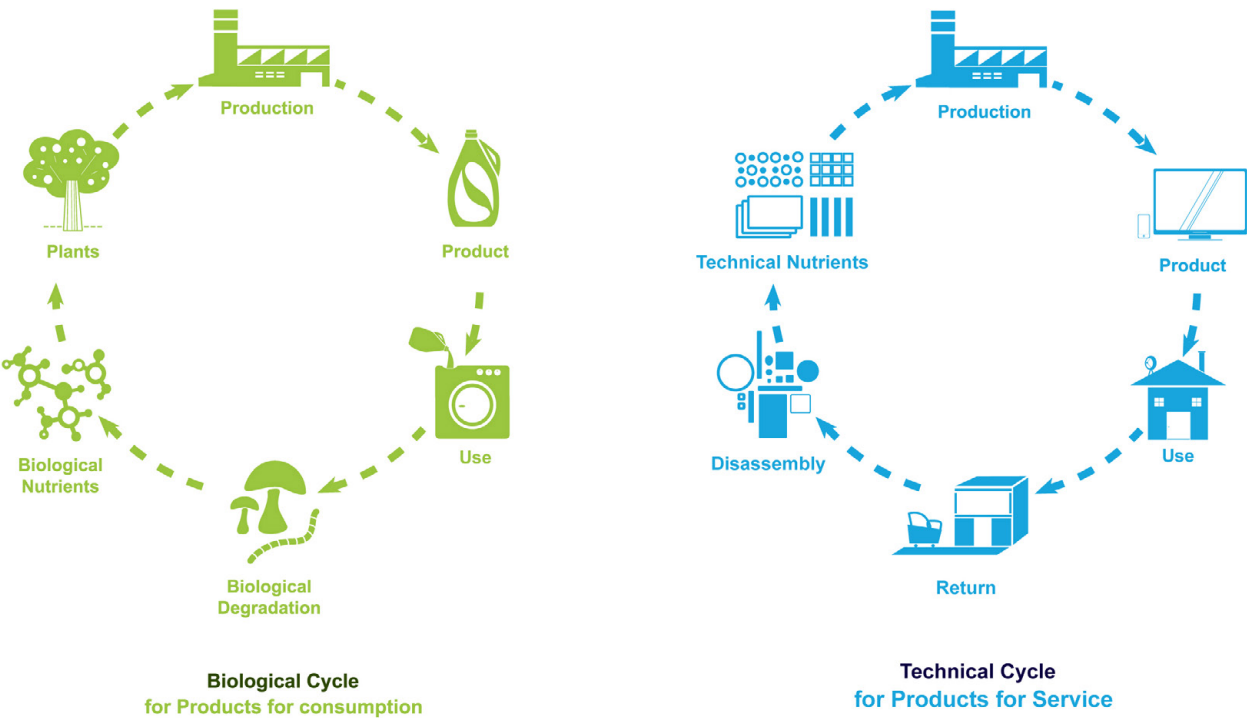 Production
Plants
Product
Biological
Nutrients
Use
Biological
Degradation
Biological Cycle
for Products for consumption
Production
Technical Nutrients
Product
Disassembly
Use
Return
Technical Cycle
for Products for Service